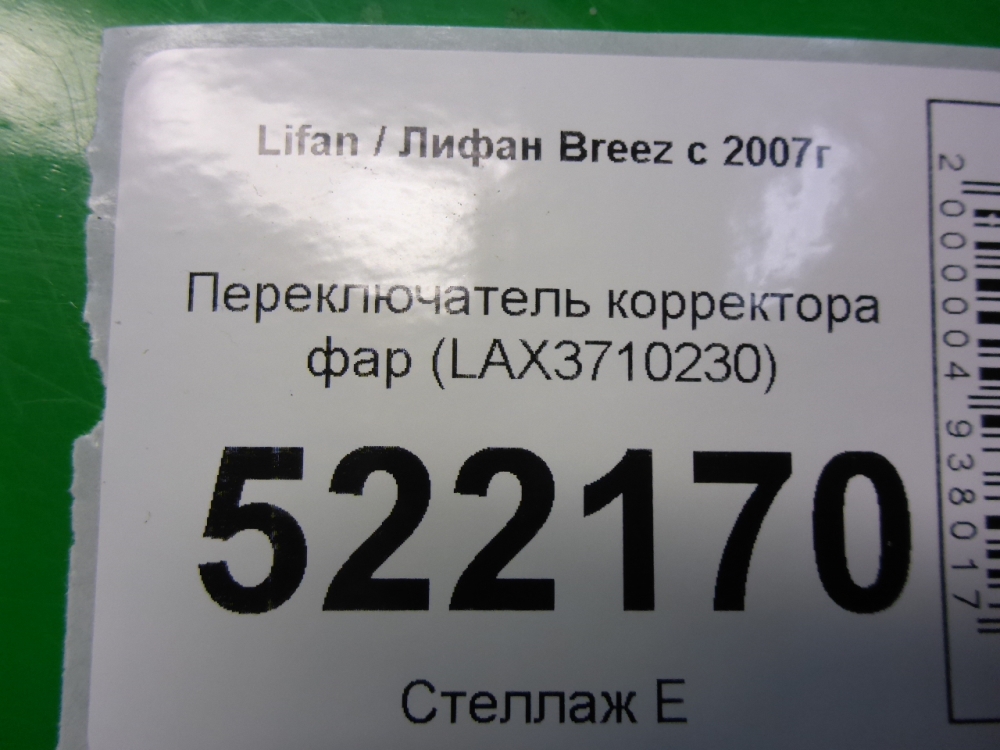 Lifan / Лифан Breez с 2007г
Переключатель корректора
фар (LAX3710230)
522170
Стеллаж Е
2000004938017